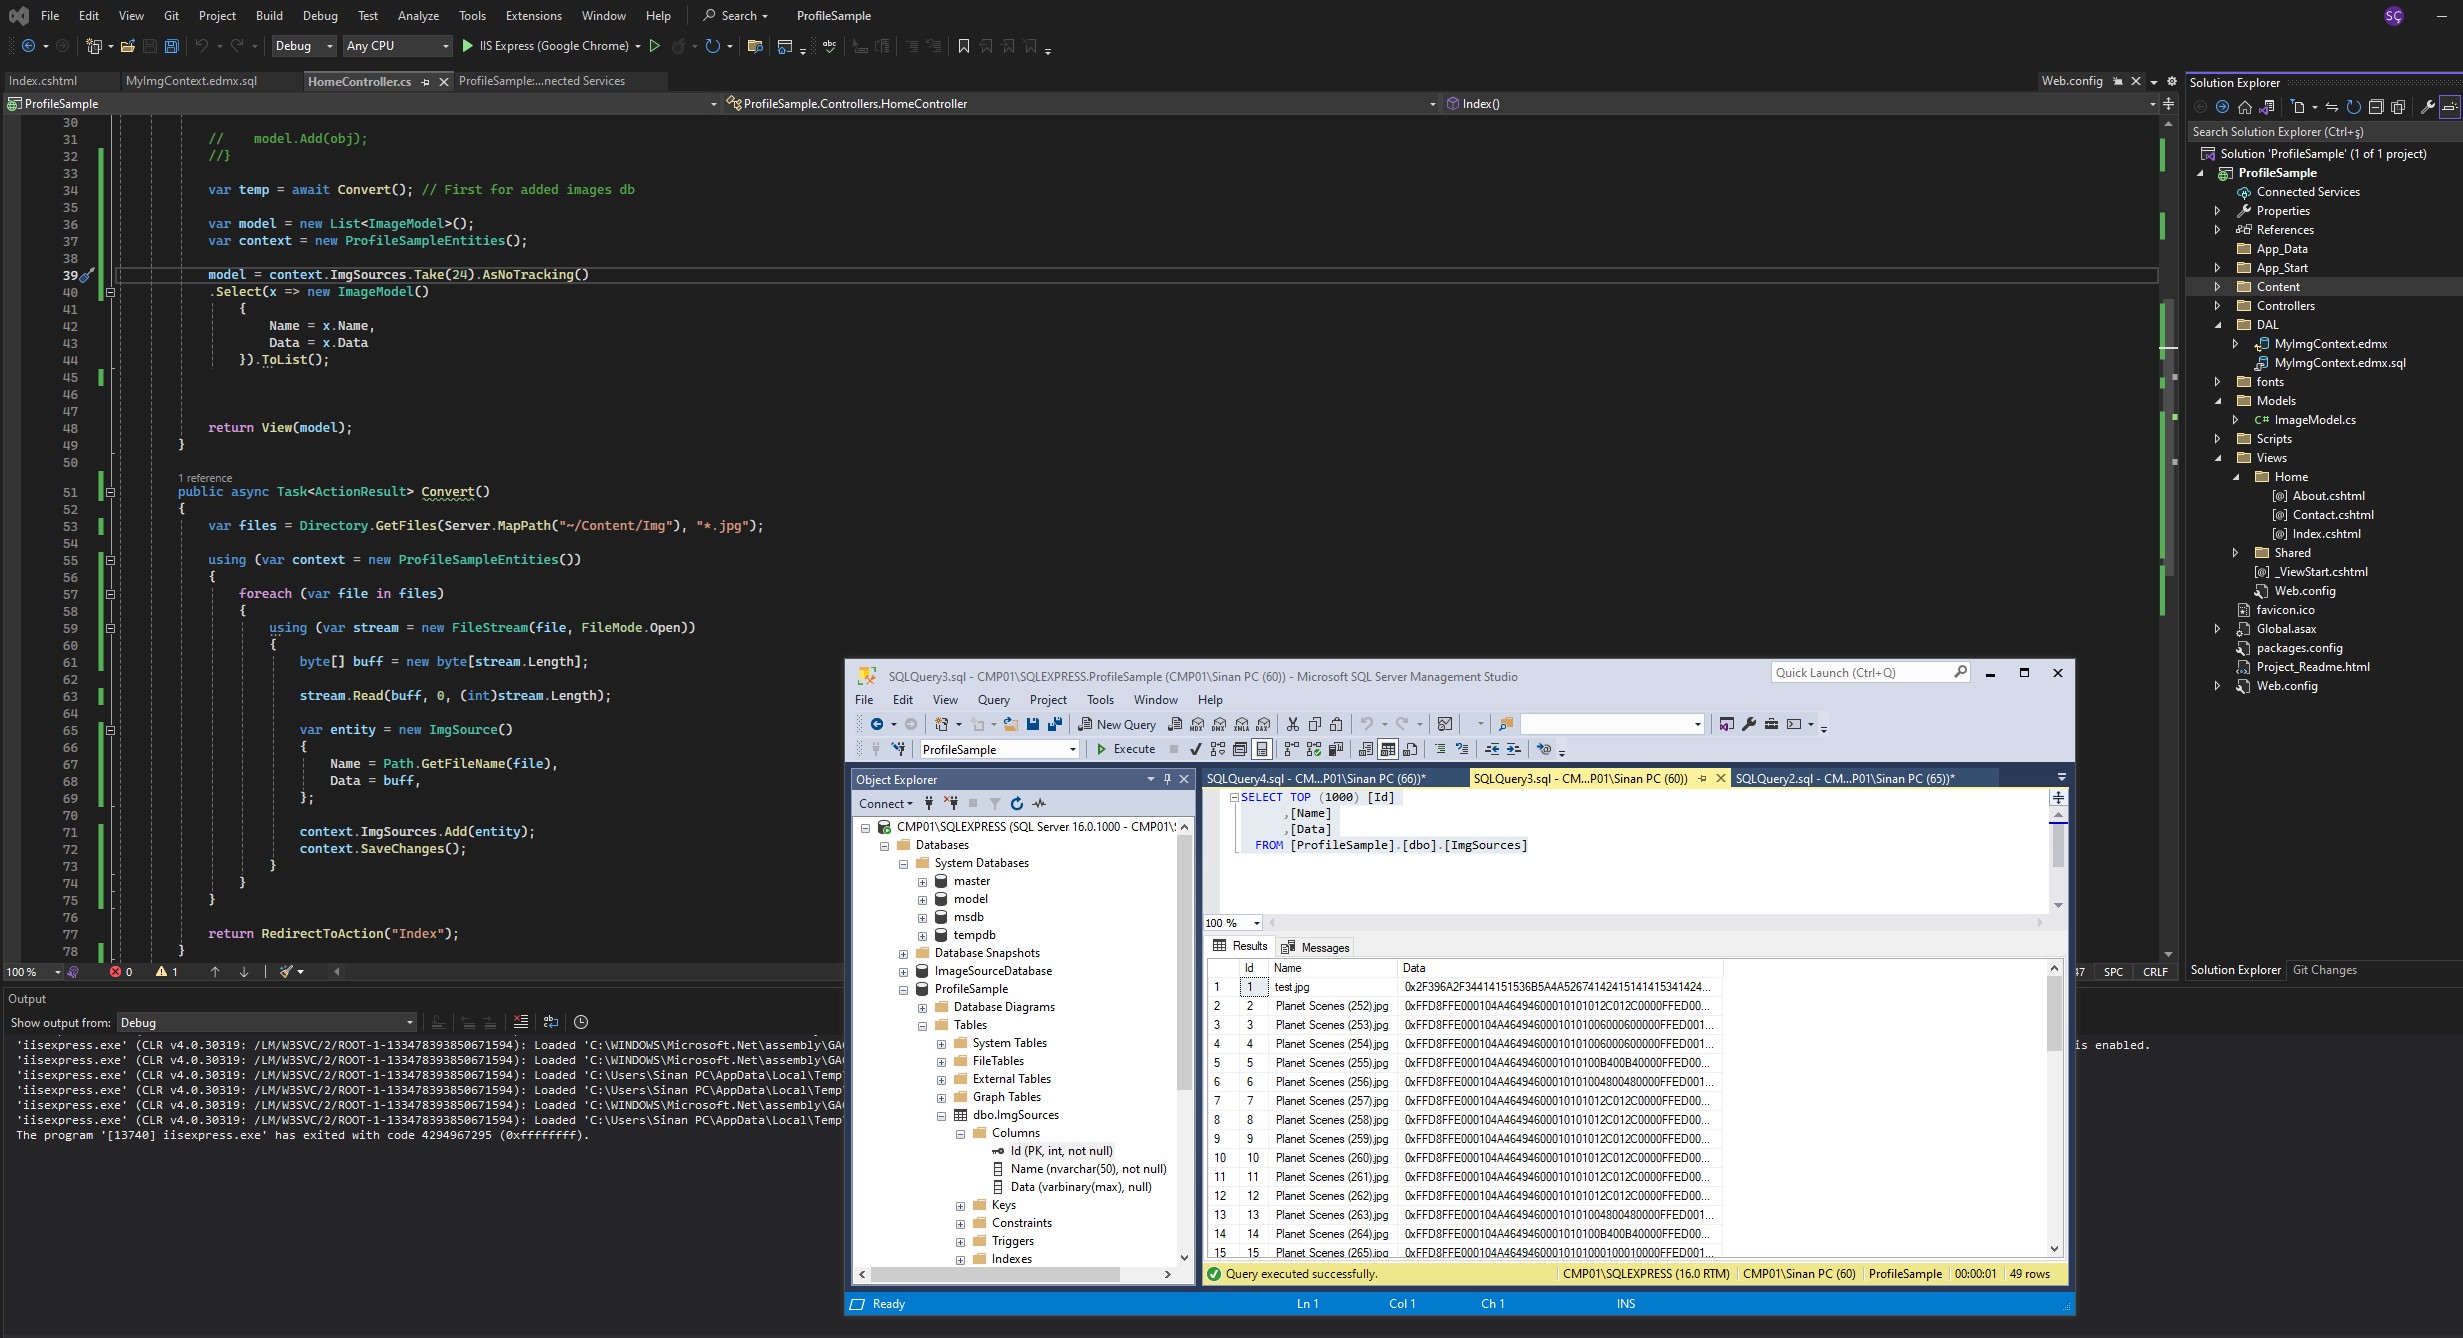 File Edit View Git Project Build Debug Test Analyze Tools Extensions Window Help Search ProfileSample SÇ
Debug Any CPU IIS Express (Google Chrome)
Index.cshtml MyImgContext.edmx.sql HomeController.cs ProfileSample:...nected Services Web.config
ProfileSample ProfileSample.Controllers.HomeController Index()
30
31 // model.Add(obj);
32 //}
33
34 var temp = await Convert(); // First for added images db
35
36 var model = new List<ImageModel>();
37 var context = new ProfileSampleEntities();
38
39 model = context.ImgSources.Take(24).AsNoTracking()
40 .Select(x => new ImageModel()
41 {
42 Name = x.Name,
43 Data = x.Data
44 }).ToList();
45
46
47
48 return View(model);
49 }
50
1 reference
51 public async Task<ActionResult> Convert()
52 {
53 var files = Directory.GetFiles(Server.MapPath("~/Content/Img"), "*.jpg");
54
55 using (var context = new ProfileSampleEntities())
56 {
57 foreach (var file in files)
58 {
59 using (var stream = new FileStream(file, FileMode.Open))
60 {
61 byte[] buff = new byte[stream.Length];
62
63 stream.Read(buff, 0, (int)stream.Length);
64
65 var entity = new ImgSource()
66 {
67 Name = Path.GetFileName(file),
68 Data = buff,
69 };
70
71 context.ImgSources.Add(entity);
72 context.SaveChanges();
73 }
74 }
75 }
76
77 return RedirectToAction("Index");
78 }
100 % 0 1 47 SPC CRLF
Output
Show output from: Debug
'iisexpress.exe' (CLR v4.0.30319: /LM/W3SVC/2/ROOT-1-133478393850671594): Loaded 'C:\WINDOWS\Microsoft.Net\assembly\GA
'iisexpress.exe' (CLR v4.0.30319: /LM/W3SVC/2/ROOT-1-133478393850671594): Loaded 'C:\WINDOWS\Microsoft.Net\assembly\GA
'iisexpress.exe' (CLR v4.0.30319: /LM/W3SVC/2/ROOT-1-133478393850671594): Loaded 'C:\Users\Sinan PC\AppData\Local\Temp
'iisexpress.exe' (CLR v4.0.30319: /LM/W3SVC/2/ROOT-1-133478393850671594): Loaded 'C:\Users\Sinan PC\AppData\Local\Temp
'iisexpress.exe' (CLR v4.0.30319: /LM/W3SVC/2/ROOT-1-133478393850671594): Loaded 'C:\WINDOWS\Microsoft.Net\assembly\GA
'iisexpress.exe' (CLR v4.0.30319: /LM/W3SVC/2/ROOT-1-133478393850671594): Loaded 'C:\Users\Sinan PC\AppData\Local\Temp
The program '[13740] iisexpress.exe' has exited with code 4294967295 (0xffffffff).
is enabled.
Solution Explorer
Search Solution Explorer (Ctrl+ş)
Solution 'ProfileSample' (1 of 1 project)
ProfileSample
Connected Services
Properties
References
App_Data
App_Start
Content
Controllers
DAL
MyImgContext.edmx
MyImgContext.edmx.sql
fonts
Models
C# ImageModel.cs
Scripts
Views
Home
About.cshtml
Contact.cshtml
Index.cshtml
Shared
_ViewStart.cshtml
Web.config
favicon.ico
Global.asax
packages.config
Project_Readme.html
Web.config
Solution Explorer Git Changes
SQLQuery3.sql - CMP01\SQLEXPRESS.ProfileSample (CMP01\Sinan PC (60)) - Microsoft SQL Server Management Studio Quick Launch (Ctrl+Q)
File Edit View Query Project Tools Window Help
New Query
ProfileSample Execute
Object Explorer
Connect
CMP01\SQLEXPRESS (SQL Server 16.0.1000 - CMP01\
Databases
System Databases
master
model
msdb
tempdb
Database Snapshots
ImageSourceDatabase
ProfileSample
Database Diagrams
Tables
System Tables
FileTables
External Tables
Graph Tables
dbo.ImgSources
Columns
Id (PK, int, not null)
Name (nvarchar(50), not null)
Data (varbinary(max), null)
Keys
Constraints
Triggers
Indexes
SQLQuery4.sql - CM...P01\Sinan PC (66))* SQLQuery3.sql - CM...P01\Sinan PC (60)) SQLQuery2.sql - CM...P01\Sinan PC (65))*
SELECT TOP (1000) [Id]
,[Name]
,[Data]
FROM [ProfileSample].[dbo].[ImgSources]
100 %
Results Messages
Id Name Data
1 1 test.jpg 0x2F396A2F34414151536B5A4A526741424151414153414 24...
2 2 Planet Scenes (252).jpg 0xFFD8FFE000104A46494600010101012C012C0000FFED00...
3 3 Planet Scenes (253).jpg 0xFFD8FFE000104A46494600010101006000600000FFED001...
4 4 Planet Scenes (254).jpg 0xFFD8FFE000104A46494600010101006000600000FFED001...
5 5 Planet Scenes (255).jpg 0xFFD8FFE000104A4649460001010100B400B40000FFED001...
6 6 Planet Scenes (256).jpg 0xFFD8FFE000104A46494600010101004800480000FFED001...
7 7 Planet Scenes (257).jpg 0xFFD8FFE000104A46494600010101012C012C0000FFED00...
8 8 Planet Scenes (258).jpg 0xFFD8FFE000104A46494600010101012C012C0000FFED00...
9 9 Planet Scenes (259).jpg 0xFFD8FFE000104A46494600010101012C012C0000FFED00...
10 10 Planet Scenes (260).jpg 0xFFD8FFE000104A46494600010101012C012C0000FFED00...
11 11 Planet Scenes (261).jpg 0xFFD8FFE000104A46494600010101012C012C0000FFED00...
12 12 Planet Scenes (262).jpg 0xFFD8FFE000104A46494600010101012C012C0000FFED00...
13 13 Planet Scenes (263).jpg 0xFFD8FFE000104A46494600010101004800480000FFED001...
14 14 Planet Scenes (264).jpg 0xFFD8FFE000104A4649460001010100B400B40000FFED001...
15 15 Planet Scenes (265).jpg 0xFFD8FFE000104A46494600010101000100010000FFED001...
Query executed successfully. CMP01\SQLEXPRESS (16.0 RTM) CMP01\Sinan PC (60) ProfileSample 00:00:01 49 rows
Ready Ln 1 Col 1 Ch 1 INS